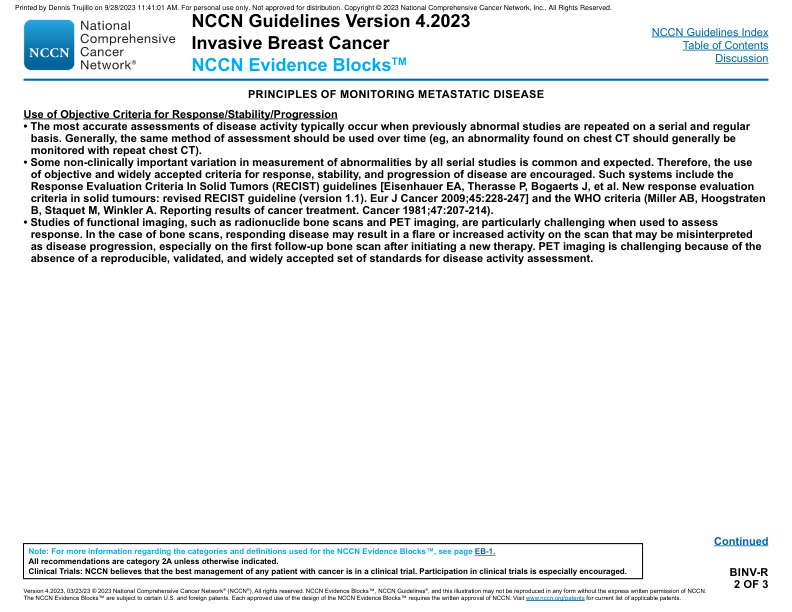 Printed by Dennis Trujillo on 9/28/2023 11:41:01 AM. For personal use only. Not approved for distribution. Copyright © 2023 National Comprehensive Cancer Network, Inc., All Rights Reserved.
NCCN
National
Comprehensive
Cancer
Network®
NCCN Guidelines Version 4.2023
Invasive Breast Cancer
NCCN Evidence Blocks™
NCCN Guidelines Index
Table of Contents
Discussion
PRINCIPLES OF MONITORING METASTATIC DISEASE
Use of Objective Criteria for Response/Stability/Progression
• The most accurate assessments of disease activity typically occur when previously abnormal studies are repeated on a serial and regular
basis. Generally, the same method of assessment should be used over time (eg, an abnormality found on chest CT should generally be
monitored with repeat chest CT).
• Some non-clinically important variation in measurement of abnormalities by all serial studies is common and expected. Therefore, the use
of objective and widely accepted criteria for response, stability, and progression of disease are encouraged. Such systems include the
Response Evaluation Criteria In Solid Tumors (RECIST) guidelines [Eisenhauer EA, Therasse P, Bogaerts J, et al. New response evaluation
criteria in solid tumours: revised RECIST guideline (version 1.1). Eur J Cancer 2009;45:228-247] and the WHO criteria (Miller AB, Hoogstraten
B, Staquet M, Winkler A. Reporting results of cancer treatment. Cancer 1981;47:207-214).
• Studies of functional imaging, such as radionuclide bone scans and PET imaging, are particularly challenging when used to assess
response. In the case of bone scans, responding disease may result in a flare or increased activity on the scan that may be misinterpreted
as disease progression, especially on the first follow-up bone scan after initiating a new therapy. PET imaging is challenging because of the
absence of a reproducible, validated, and widely accepted set of standards for disease activity assessment.
Continued
Note: For more information regarding the categories and definitions used for the NCCN Evidence Blocks™, see page EB-1.
All recommendations are category 2A unless otherwise indicated.
Clinical Trials: NCCN believes that the best management of any patient with cancer is in a clinical trial. Participation in clinical trials is especially encouraged.
BINV-R
2 OF 3
Version 4.2023, 03/23/23 © 2023 National Comprehensive Cancer Network® (NCCN®), All rights reserved. NCCN Evidence Blocks™, NCCN Guidelines®, and this illustration may not be reproduced in any form without the express written permission of NCCN.
The NCCN Evidence Blocks™ are subject to certain U.S. and foreign patents. Each approved use of the design of the NCCN Evidence Blocks™ requires the written approval of NCCN. Visit www.nccn.org/patents for current list of applicable patents.